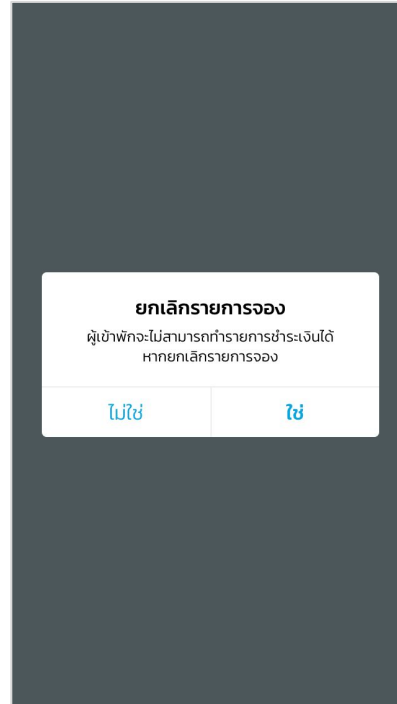 ยกเลิกรายการจอง
ผู้เข้าพักจะไม่สามารถทำรายการชำระเงินได้
หากยกเลิกรายการจอง
ไม่ใช่
ใช่